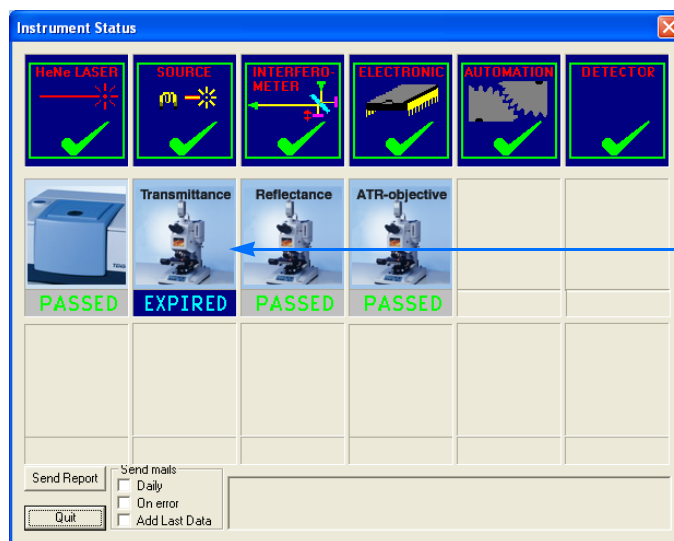 Instrument Status
HeNe LASER
SOURCE
INTERFERO-
METER
ELECTRONIC
AUTOMATION
DETECTOR
Transmittance
Reflectance
ATR-objective
PASSED
EXPIRED
PASSED
PASSED
Send Report
Send mails
Daily
On error
Add Last Data
Quit